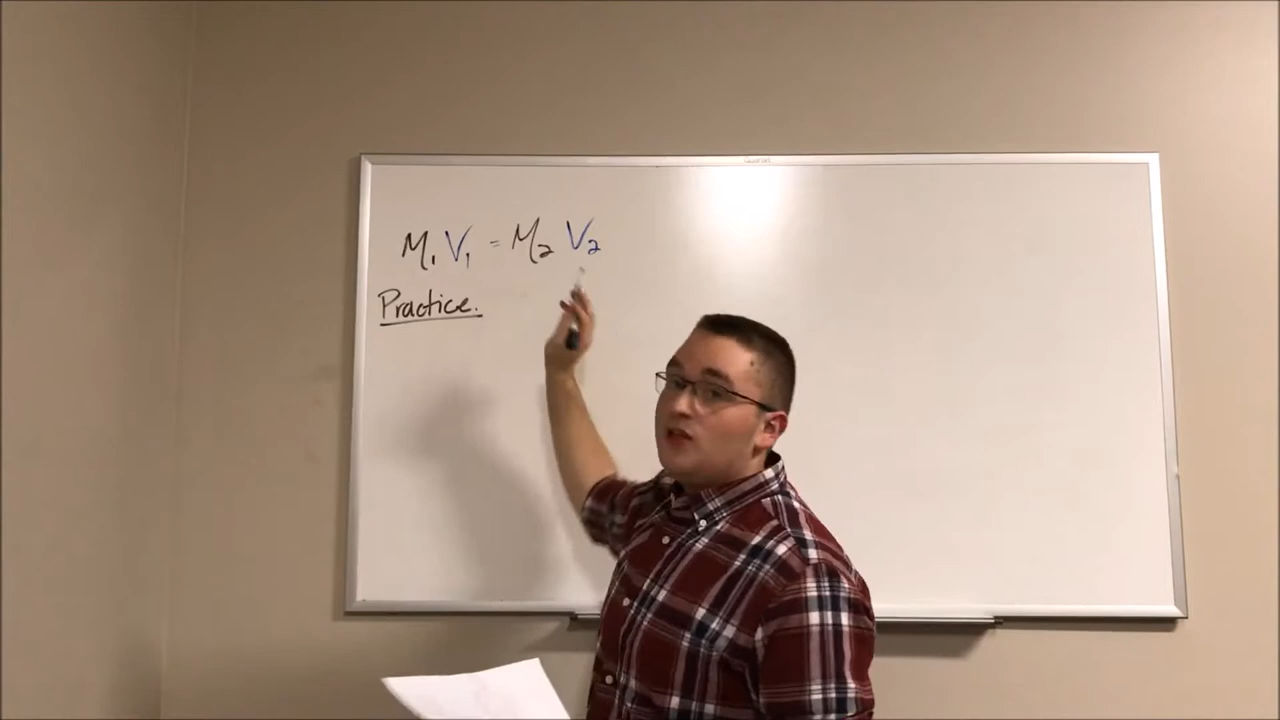 M₁V₁ = M₂ V₂
Practice.